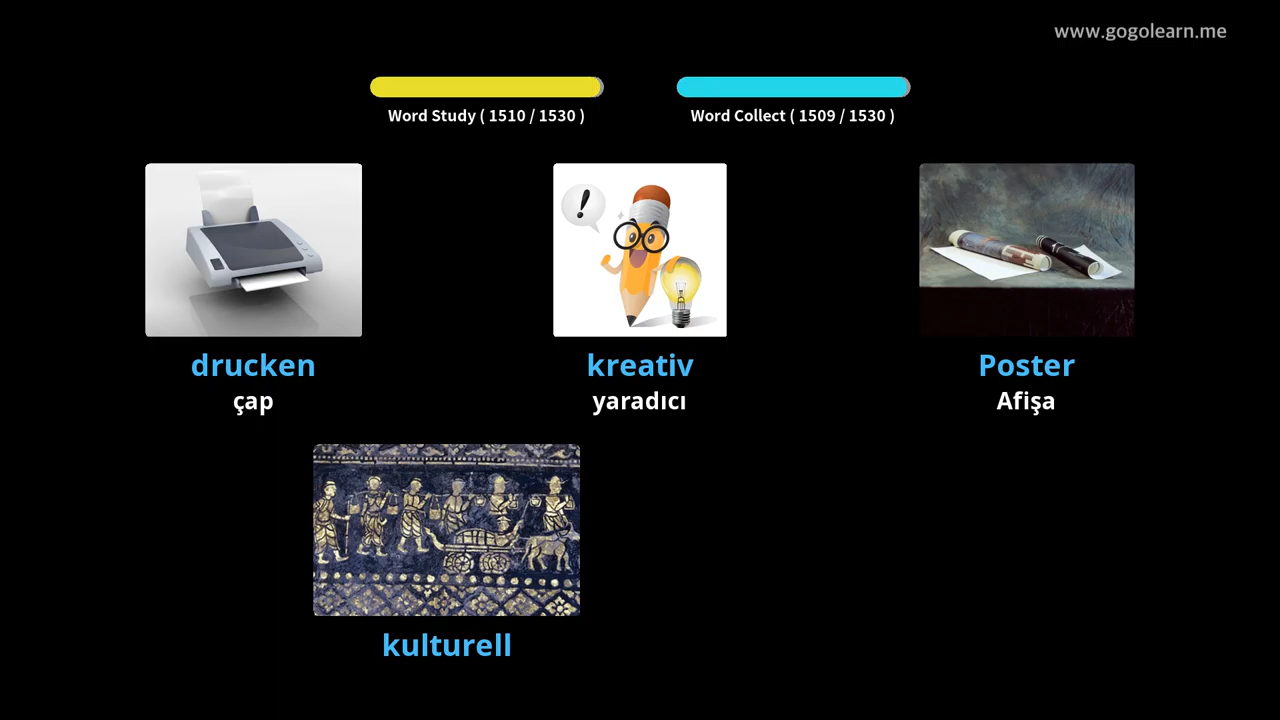 www.gogolearn.me
Word Study ( 1510 / 1530 )
Word Collect ( 1509 / 1530 )
drucken
çap
kreativ
yaradıcı
Poster
Afişa
kulturell